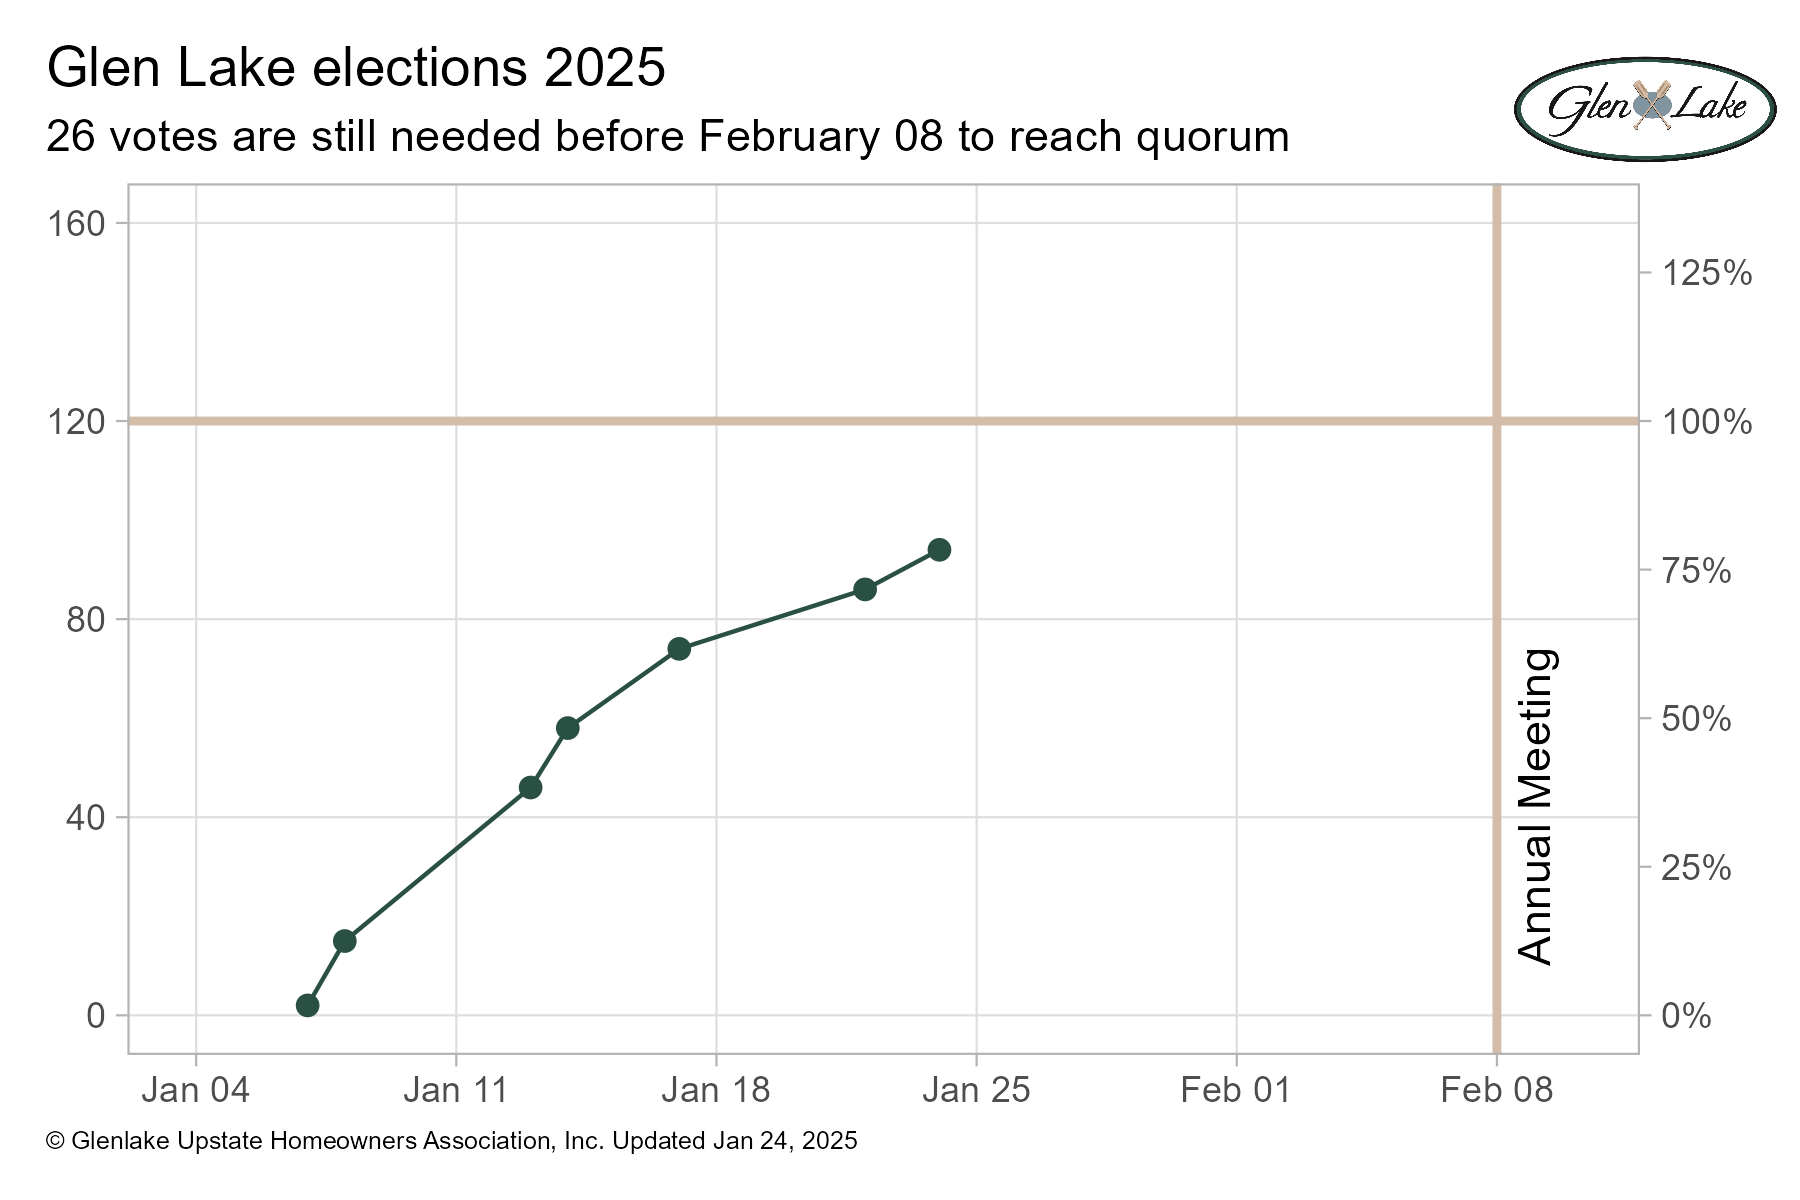 Glen Lake elections 2025
Glen Lake
26 votes are still needed before February 08 to reach quorum
160
125%
120
100%
75%
80
50%
40
25%
0
0%
Annual Meeting
Jan 04
Jan 11
Jan 18
Jan 25
Feb 01
Feb 08
© Glenlake Upstate Homeowners Association, Inc. Updated Jan 24, 2025